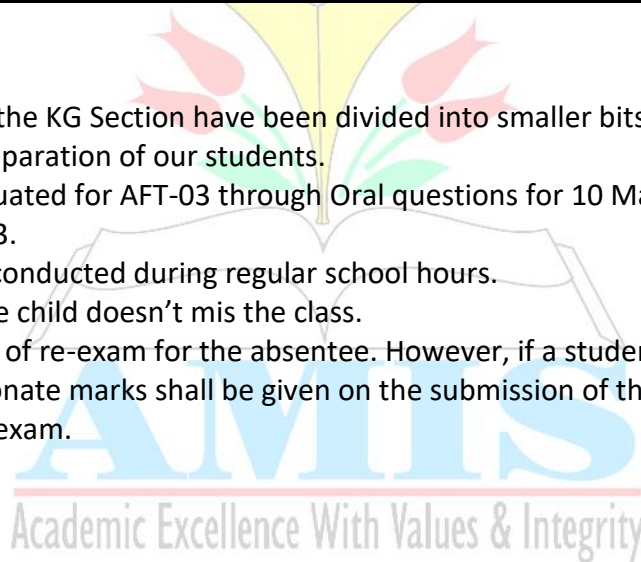 the KG Section have been divided into smaller bits
paration of our students.
uated for AFT-03 through Oral questions for 10 Ma
3.
conducted during regular school hours.
e child doesn’t mis the class.
of re-exam for the absentee. However, if a studen
onate marks shall be given on the submission of th
exam.
AMIS
Academic Excellence With Values & Integrity